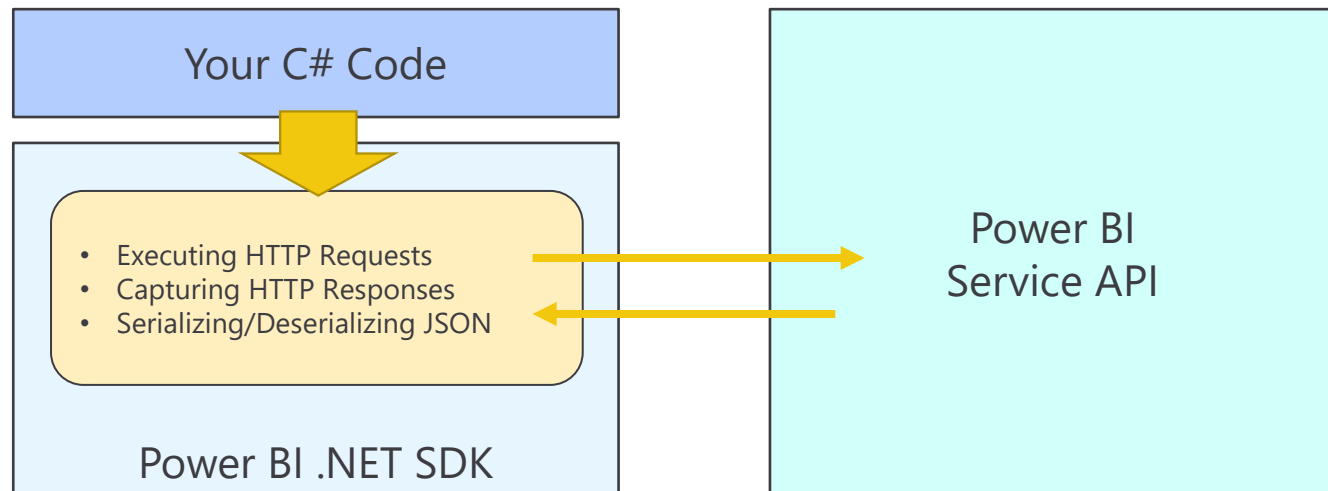 Your C# Code
• Executing HTTP Requests
• Capturing HTTP Responses
• Serializing/Deserializing JSON
Power BI .NET SDK
Power BI
Service API